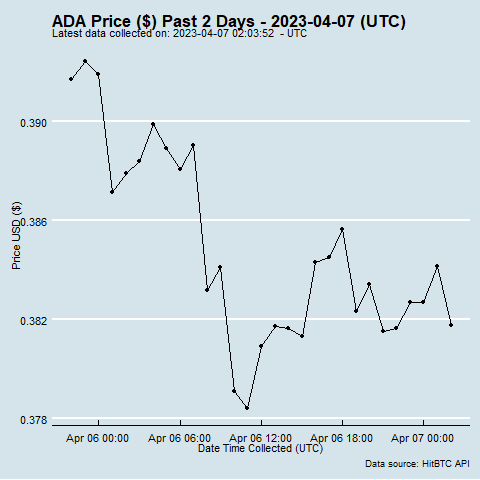 ADA Price ($) Past 2 Days - 2023-04-07 (UTC)
Latest data collected on: 2023-04-07 02:03:52  - UTC
Price USD ($)
0.390
0.386
0.382
0.378
Apr 06 00:00
Apr 06 06:00
Apr 06 12:00
Apr 06 18:00
Apr 07 00:00
Date Time Collected (UTC)
Data source: HitBTC API